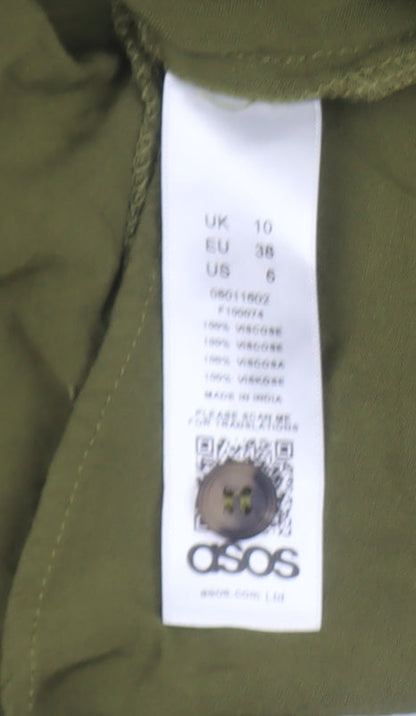 UK 10
EU 38
US 6
08011602
F100074
100% VISCOSE
100% VISCOSE
100% VISCOSA
100% VISKOSE
MADE IN INDIA
PLEASE SCAN ME
FOR TRANSLATIONS
asos
asos.com Ltd